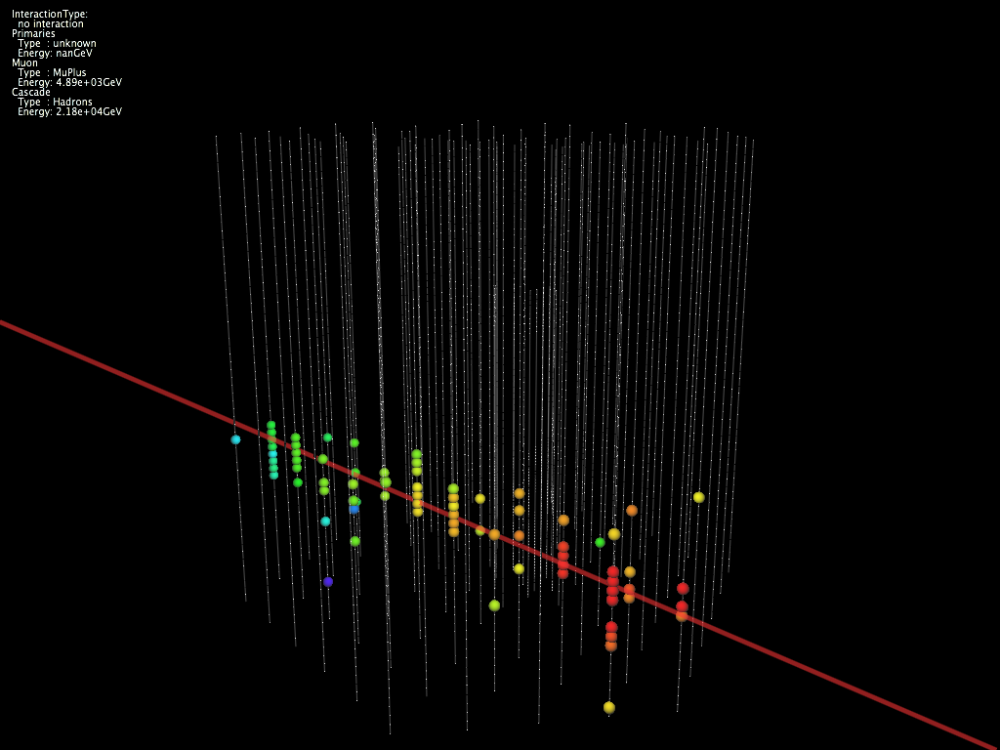 InteractionType:
no interaction
Primaries
Type : unknown
Energy: nanGeV
Muon
Type : MuPlus
Energy: 4.89e+03GeV
Cascade
Type : Hadrons
Energy: 2.18e+04GeV